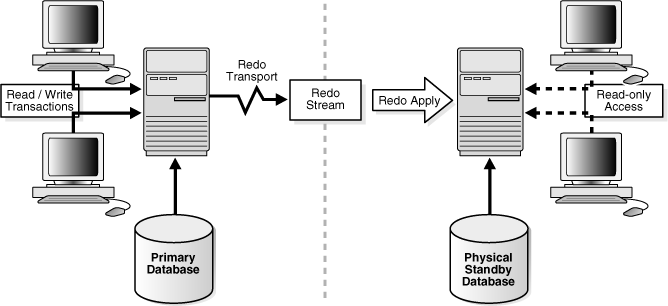 Read / Write
Transactions
Redo
Transport
Redo
Stream
Redo Apply
Read-only
Access
Primary
Database
Physical
Standby
Database